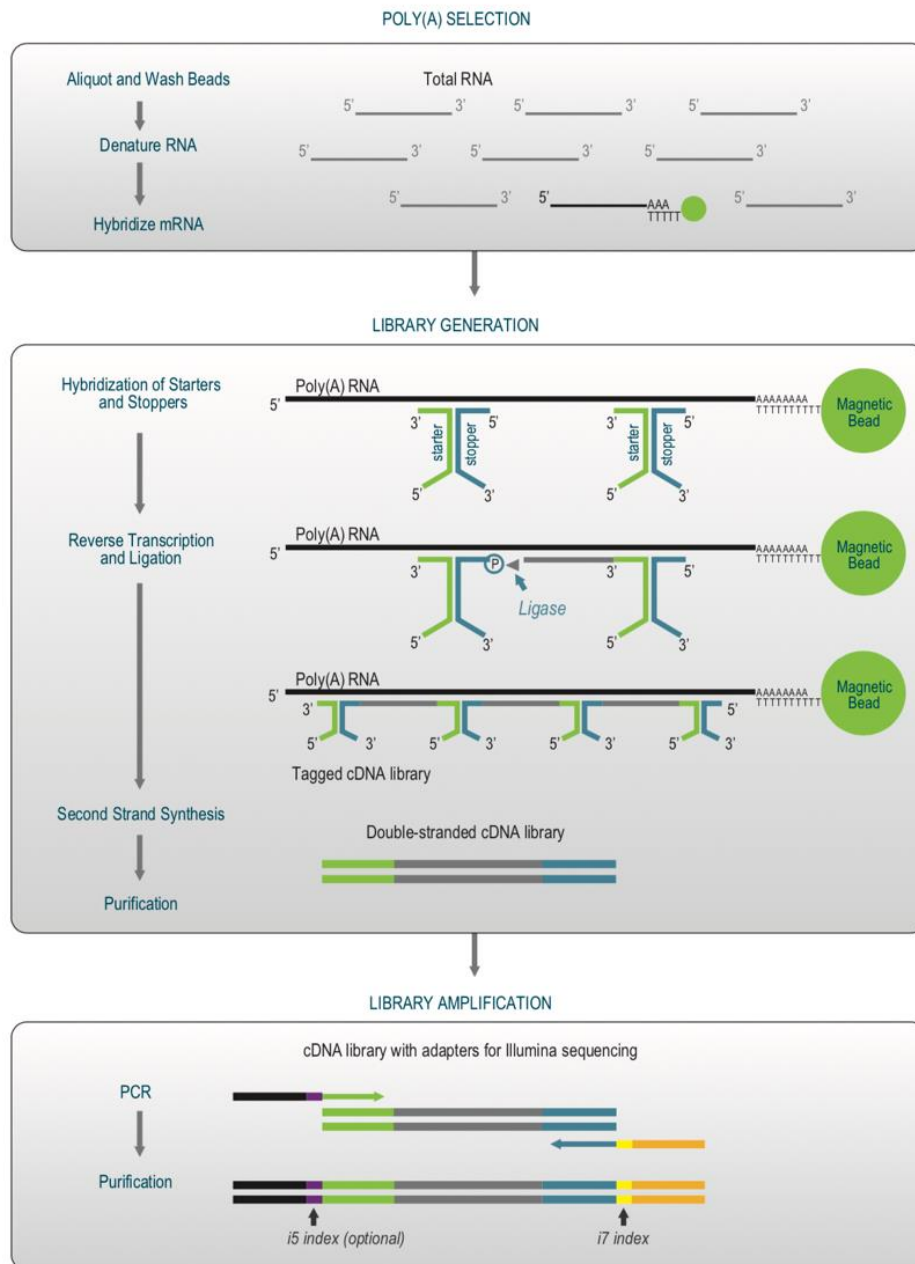 POLY(A) SELECTION
Aliquot and Wash Beads
Total RNA
5' 3' 5' 3' 5' 3'
Denature RNA
5' 3' 5' 3' 5' 3'
5' 3' 5' AAA 3' 5' 3'
TTTTT
Hybridize mRNA
LIBRARY GENERATION
Hybridization of Starters
and Stoppers
Poly(A) RNA
5' AAAAAAAA
TTTTTTTTTT
Magnetic
Bead
3' starter stopper 5' 3' starter stopper 5'
5' 3' 5' 3'
Reverse Transcription
and Ligation
Poly(A) RNA
5' AAAAAAAA
TTTTTTTTTT
Magnetic
Bead
3' P 3' 5'
Ligase
5' 3' 5' 3'
Poly(A) RNA
5' AAAAAAAA
TTTTTTTTTT
Magnetic
Bead
3' 5'
5' 3' 5' 3' 5' 3' 5' 3'
Tagged cDNA library
Second Strand Synthesis
Double-stranded cDNA library
Purification
LIBRARY AMPLIFICATION
cDNA library with adapters for Illumina sequencing
PCR
Purification
i5 index (optional)
i7 index